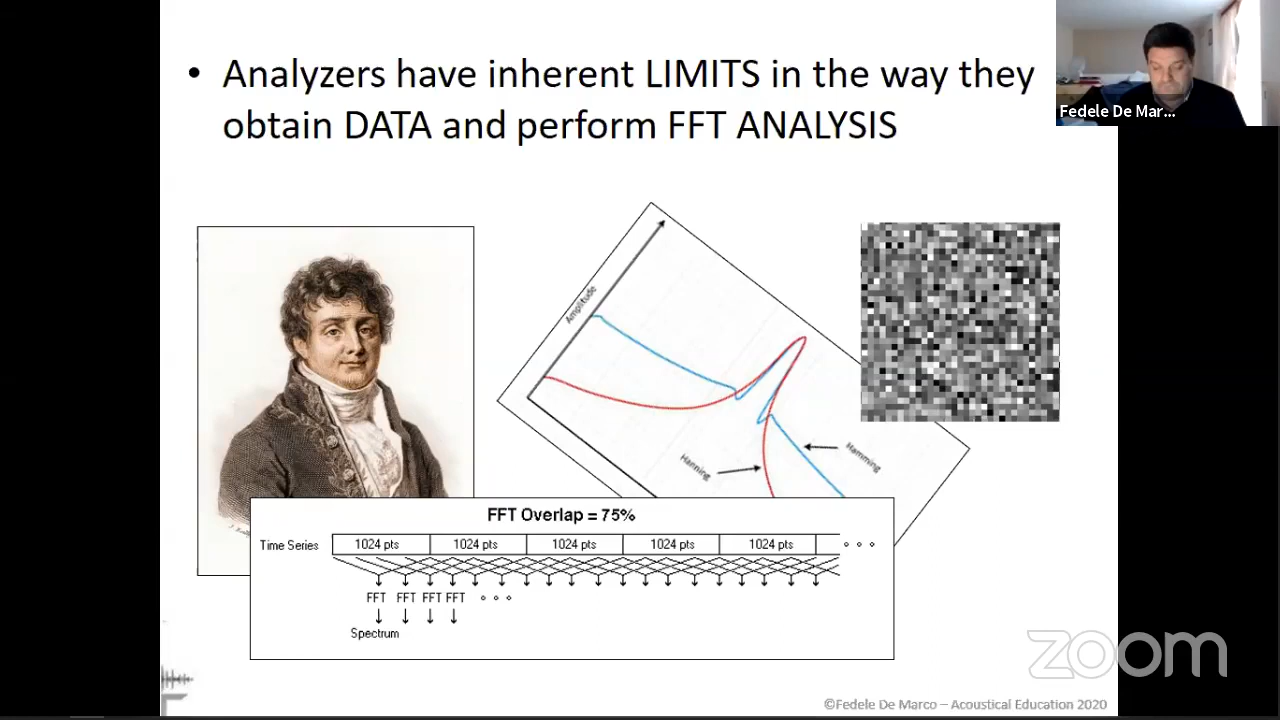 • Analyzers have inherent LIMITS in the way they
obtain DATA and perform FFT ANALYSIS
Fedele De Mar...
Amplitude
Hanning
Hamming
FFT Overlap = 75%
Time Series
1024 pts 1024 pts 1024 pts 1024 pts 1024 pts
FFT FFT FFT FFT
Spectrum
zoom
©Fedele De Marco – Acoustical Education 2020